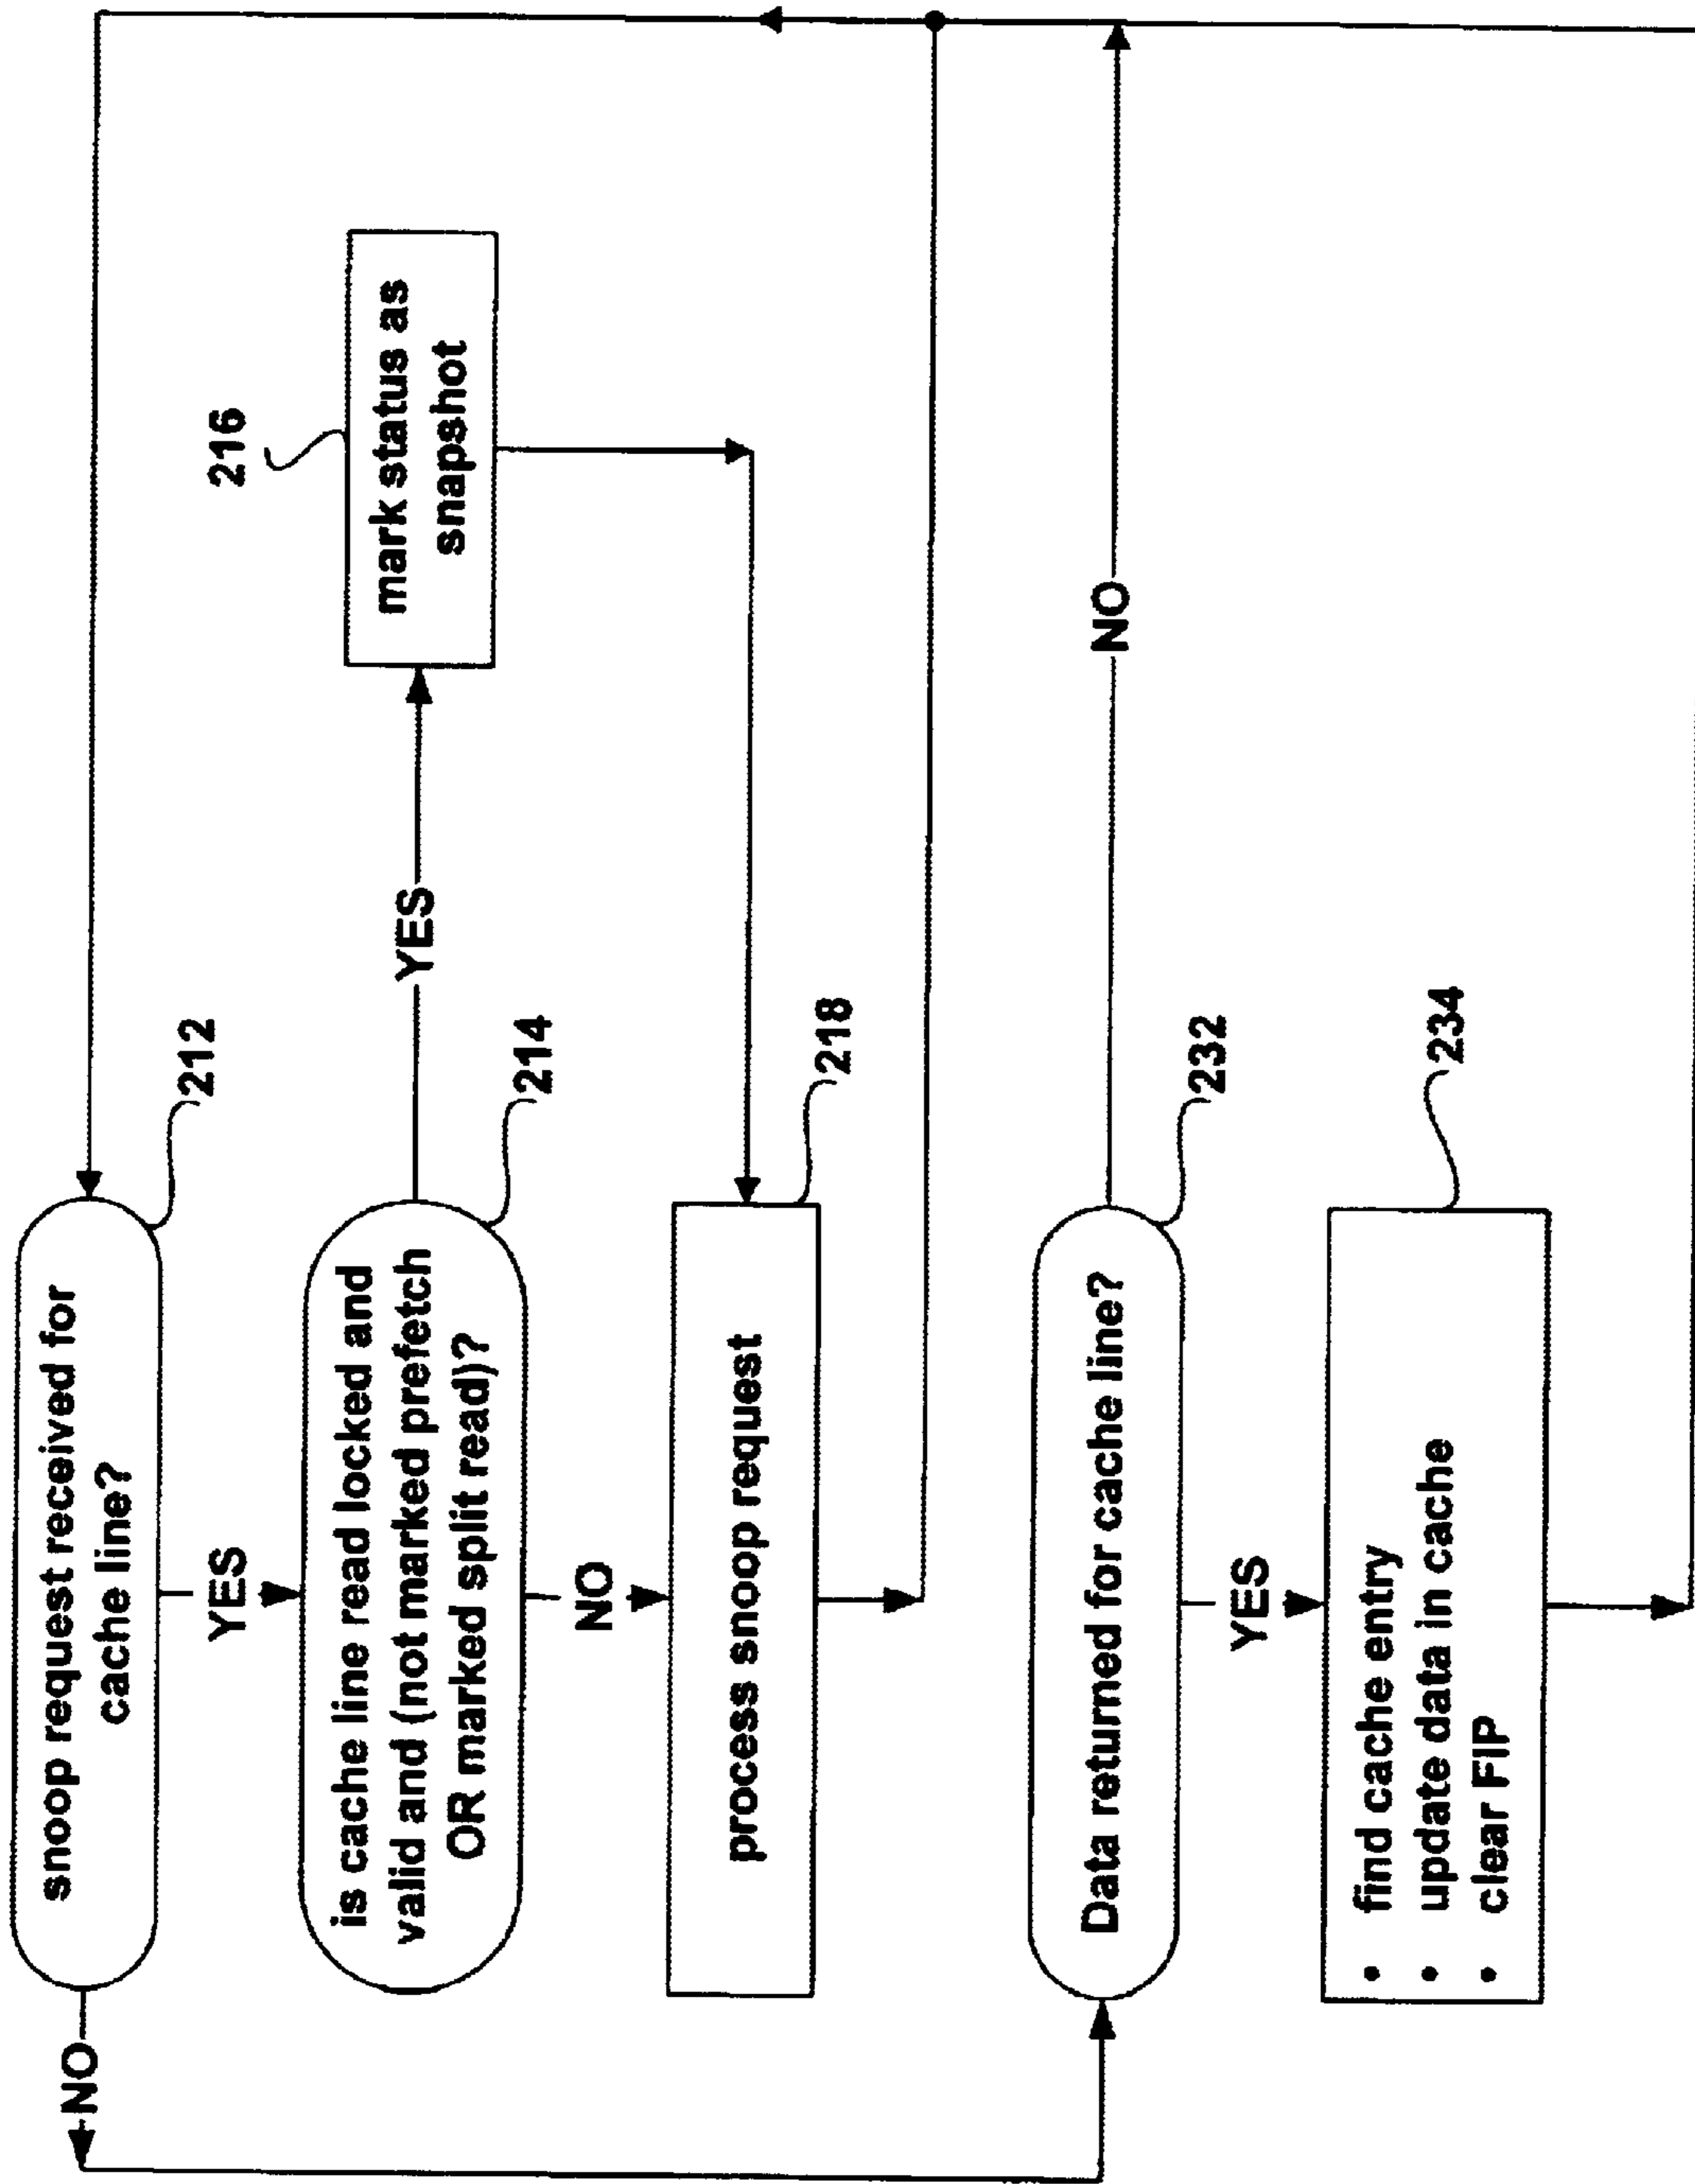 snoop request received for
cache line?
212
NO
YES
is cache line read locked and
valid and (not marked prefetch
OR marked split read)?
214
YES
216
mark status as
snapshot
NO
process snoop request
218
Data returned for cache line?
232
NO
YES
• find cache entry
• update data in cache
• clear FIP
234